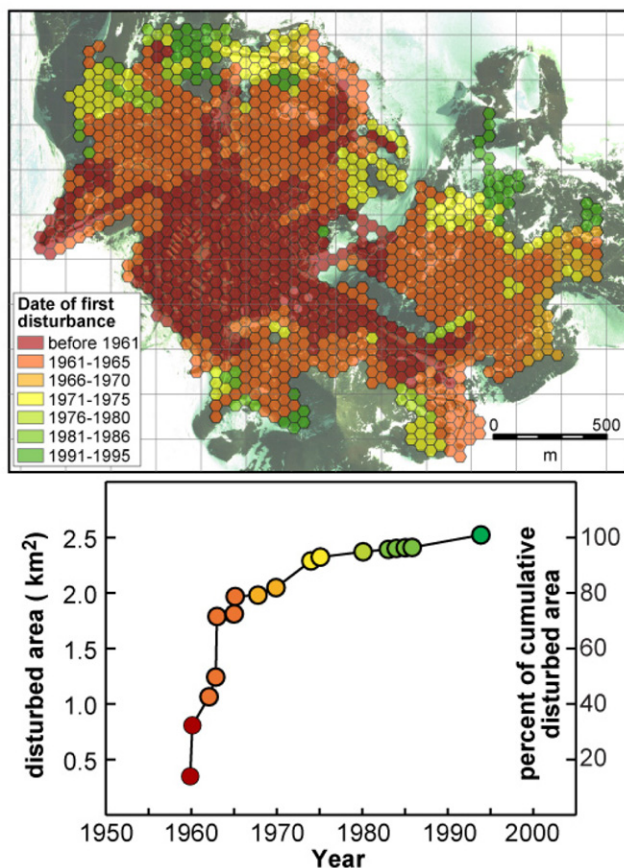 Date of first
disturbance
before 1961
1961-1965
1966-1970
1971-1975
1976-1980
1981-1986
1991-1995
0 500
m
disturbed area ( km²)
2.5
2.0
1.5
1.0
0.5
100
80
60
40
20
percent of cumulative
disturbed area
1950 1960 1970 1980 1990 2000
Year